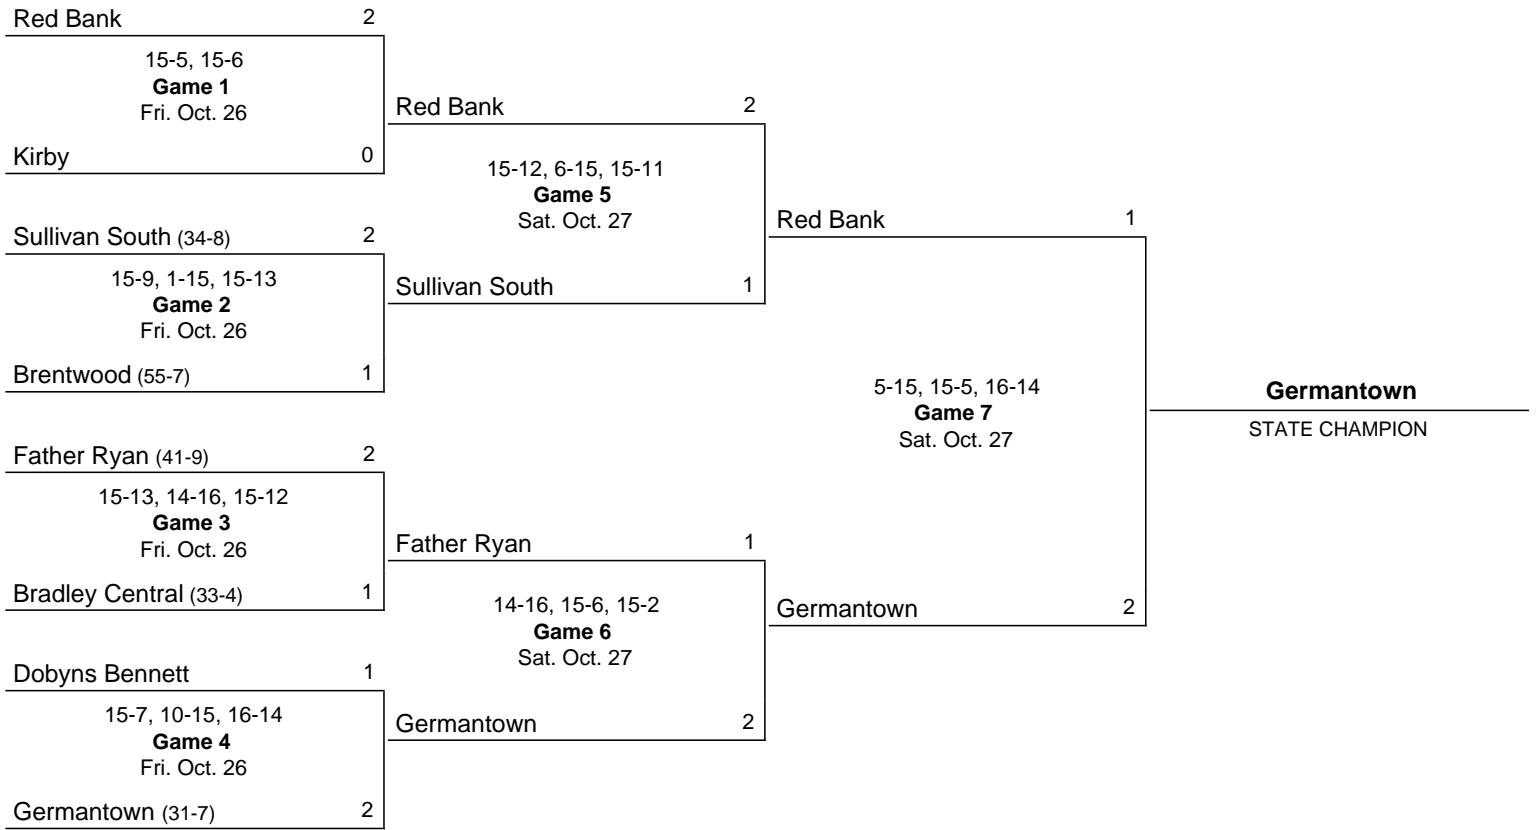 Red Bank 2
15-5, 15-6
Game 1
Fri. Oct. 26
Kirby 0
Sullivan South (34-8) 2
15-9, 1-15, 15-13
Game 2
Fri. Oct. 26
Brentwood (55-7) 1
Father Ryan (41-9) 2
15-13, 14-16, 15-12
Game 3
Fri. Oct. 26
Bradley Central (33-4) 1
Dobyns Bennett 1
15-7, 10-15, 16-14
Game 4
Fri. Oct. 26
Germantown (31-7) 2
Red Bank 2
15-12, 6-15, 15-11
Game 5
Sat. Oct. 27
Sullivan South 1
Father Ryan 1
14-16, 15-6, 15-2
Game 6
Sat. Oct. 27
Germantown 2
Red Bank 1
5-15, 15-5, 16-14
Game 7
Sat. Oct. 27
Germantown 2
Germantown
STATE CHAMPION